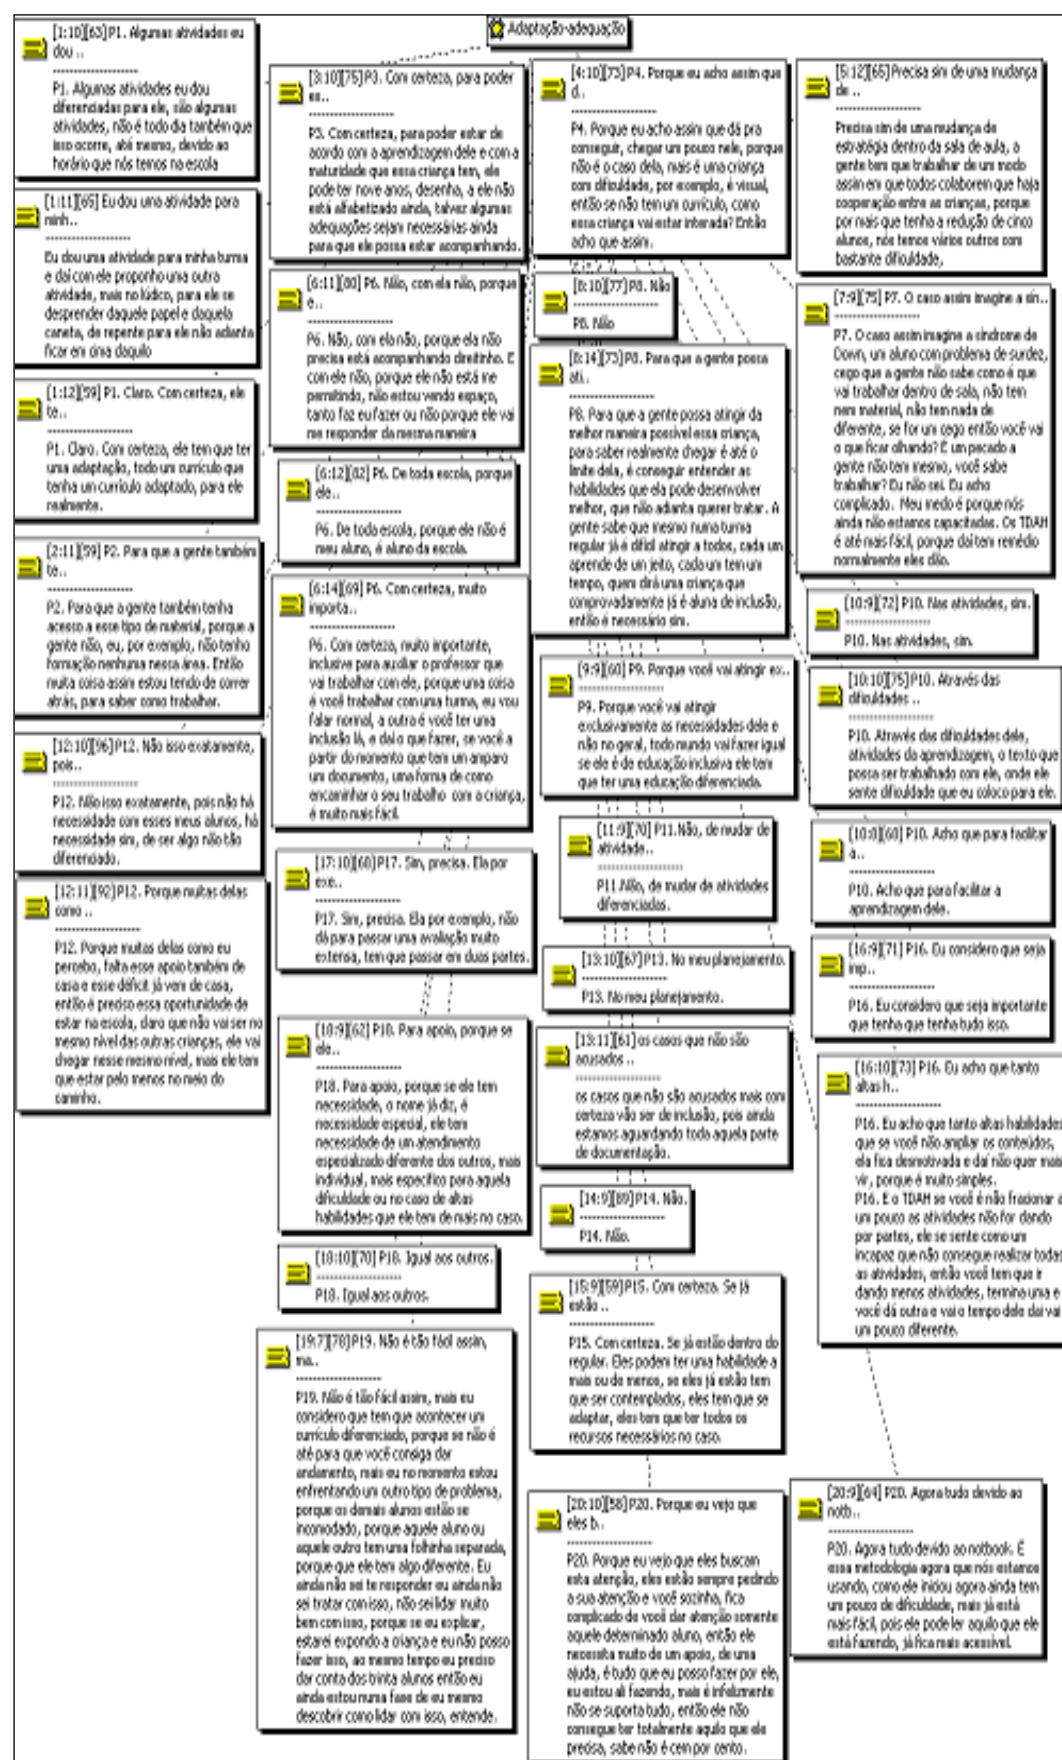 Adaptação-adequação
[1:10][63]P1. Algumas atividades eu
dou ..
P1. Algumas atividades eu dou
diferenciadas para ele, são algumas
atividades, não é todo dia também que
isso ocorre, até mesmo, devido ao
horário que nós temos na escola
[1:11][65] Eu dou uma atividade para
minh..
Eu dou uma atividade para minha turma
e daí com ele proponho uma outra
atividade, mais no lúdico, para ele se
desprender daquele papel e daquela
caneta, de repente para ele não adianta
ficar em cima daquilo
[1:12][59] P1. Claro. Com certeza, ele
te..
P1. Claro. Com certeza, ele tem que ter
uma adaptação, todo um currículo que
tenha um currículo adaptado, para ele
realmente.
[2:11][59] P2. Para que a gente também
te..
P2. Para que a gente também tenha
acesso a esse tipo de material, porque a
gente não, eu, por exemplo, não tenho
formação nenhuma nessa área. Então
muita coisa assim estou tendo de correr
atrás, para saber como trabalhar.
[12:10][96]P12. Não isso exatamente,
pois..
P12. Não isso exatamente, pois não há
necessidade com esses meus alunos, há
necessidade sim, de ser algo não tão
diferenciado.
[12:11][92]P12. Porque muitas delas
como ..
P12. Porque muitas delas como eu
percebo, falta esse apoio também de
casa e esse déficit já vem de casa,
então é preciso essa oportunidade de
estar na escola, claro que não vai ser no
mesmo nível das outras crianças, ele vai
chegar nesse mesmo nível, mais ele tem
que estar pelo menos no meio do
caminho.
[3:10][75]P3. Com certeza, para poder
es..
P3. Com certeza, para poder estar de
acordo com a aprendizagem dele e com a
maturidade que essa criança tem, ele
pode ter nove anos, desenha, a ele não
está alfabetizado ainda, talvez algumas
adequações sejam necessárias ainda
para que ele possa estar acompanhando.
[6:11][80] P6. Não, com ela não, porque
e..
P6. Não, com ela não, porque ela não
precisa está acompanhando direitinho. E
com ele não, porque ele não está me
permitindo, não estou vendo espaço,
tanto faz eu fazer ou não porque ele vai
me responder da mesma maneira
[6:12][82] P6. De toda escola, porque
ele..
P6. De toda escola, porque ele não é
meu aluno, é aluno da escola.
[6:14][69] P6. Com certeza, muito
importa..
P6. Com certeza, muito importante,
inclusive para auxiliar o professor que
vai trabalhar com ele, porque uma coisa
é você trabalhar com uma turma, eu vou
falar normal, a outra é você ter uma
inclusão lá, e daí o que fazer, se você a
partir do momento que tem um amparo
um documento, uma forma de como
encaminhar o seu trabalho com a criança,
é muito mais fácil.
[17:10][68] P17. Sim, precisa. Ela por
exe..
P17. Sim, precisa. Ela por exemplo, não
dá para passar uma avaliação muito
extensa, tem que passar em duas partes.
[18:9][62] P18. Para apoio, porque se
ele..
P18. Para apoio, porque se ele tem
necessidade, o nome já diz, é
necessidade especial, ele tem
necessidade de um atendimento
especializado diferente dos outros, mais
individual, mais específico para aquela
dificuldade ou no caso de altas
habilidades que ele tem de mais no caso.
[18:10][70] P18. Igual aos outros.
P18. Igual aos outros.
[19:7][78]P19. Não é tão fácil assim,
ma..
P19. Não é tão fácil assim, mais eu
considero que tem que acontecer um
currículo diferenciado, porque se não é
até para que você consiga dar
andamento, mais eu no momento estou
enfrentando um outro tipo de problema,
porque os demais alunos estão se
incomodado, porque aquele aluno ou
aquele outro tem uma folhinha separada,
porque que ele tem algo diferente. Eu
ainda não sei te responder eu ainda não
sei tratar com isso, não sei lidar muito
bem com isso, porque se eu explicar,
estarei expondo a criança e eu não posso
fazer isso, ao mesmo tempo eu preciso
dar conta dos trinta alunos então eu
ainda estou numa fase de eu mesmo
descobrir como lidar com isso, entende.
[4:10][73]P4. Porque eu acho assim que
d..
P4. Porque eu acho assim que dá pra
conseguir, chegar um pouco nele, porque
não é o caso dela, mais é uma criança
com dificuldade, por exemplo, é visual,
então se não tem um currículo, como
essa criança vai estar interada? Então
acho que assim.
[8:10][77]P8. Não
P8. Não
[8:14][73]P8. Para que a gente possa
ati..
P8. Para que a gente possa atingir da
melhor maneira possível essa criança,
para saber realmente chegar é até o
limite dela, é conseguir entender as
habilidades que ela pode desenvolver
melhor, que não adianta querer tratar. A
gente sabe que mesmo numa turma
regular já é difícil atingir a todos, cada um
aprende de um jeito, cada um tem um
tempo, quem dirá uma criança que
comprovadamente já é aluna de inclusão,
então é necessário sim.
[9:9][60] P9. Porque você vai atingir ex..
P9. Porque você vai atingir
exclusivamente as necessidades dele e
não no geral, todo mundo vai fazer igual
se ele é de educação inclusiva ele tem
que ter uma educação diferenciada.
[11:9][70] P11.Não, de mudar de
atividade..
P11.Não, de mudar de atividades
diferenciadas.
[13:10][67]P13. No meu planejamento.
P13. No meu planejamento.
[13:11][61] os casos que não são
acusados ..
os casos que não são acusados mais com
certeza vão ser de inclusão, pois ainda
estamos aguardando toda aquela parte
de documentação.
[14:9][89]P14. Não.
P14. Não.
[15:9][59]P15. Com certeza. Se já
estão ..
P15. Com certeza. Se já estão dentro do
regular. Eles podem ter uma habilidade a
mais ou de menos, se eles já estão tem
que ser contemplados, eles tem que se
adaptar, eles tem que ter todos os
recursos necessários no caso.
[20:10][58]P20. Porque eu vejo que
eles b..
P20. Porque eu vejo que eles buscam
esta atenção, eles estão sempre pedindo
a sua atenção e você sozinha, fica
complicado de você dar atenção somente
aquele determinado aluno, então ele
necessita muito de um apoio, de uma
ajuda, é tudo que eu posso fazer por ele,
eu estou ali fazendo, mais é infelizmente
não se suporta tudo, então ele não
consegue ter totalmente aquilo que ele
precisa, sabe não é cem por cento.
[5:12][65]Precisa sim de uma mudança
de ..
Precisa sim de uma mudança de
estratégia dentro da sala de aula, a
gente tem que trabalhar de um modo
assim em que todos colaborem que haja
cooperação entre as crianças, porque
por mais que tenha a redução de cinco
alunos, nós temos vários outros com
bastante dificuldade,
[7:9][75] P7. O caso assim imagine a sín..
P7. O caso assim imagine a síndrome de
Down, um aluno com problema de surdez,
cego que a gente não sabe como é que
vai trabalhar dentro de sala, não tem
nem material, não tem nada de
diferente, se for um cego então você vai
o que ficar olhando? É um pecado a
gente não tem mesmo, você sabe
trabalhar? Eu não sei. Eu acho
complicado. Meu medo é porque nós
ainda não estamos capacitadas. Os TDAH
é até mais fácil, porque daí tem remédio
normalmente eles dão.
[10:9][72] P10. Nas atividades, sim.
P10. Nas atividades, sim.
[10:10][75]P10. Através das
dificuldades ..
P10. Através das dificuldades dele,
atividades da aprendizagem, o texto que
possa ser trabalhado com ele, onde ele
sente dificuldade que eu coloco para ele.
[10:8][68] P10. Acho que para facilitar
a..
P10. Acho que para facilitar a
aprendizagem dele.
[16:9][71] P16. Eu considero que seja
imp..
P16. Eu considero que seja importante
que tenha que tenha tudo isso.
[16:10][73] P16. Eu acho que tanto
altas h..
P16. Eu acho que tanto altas habilidades
que se você não ampliar os conteúdos,
ela fica desmotivada e daí não quer mais
vir, porque é muito simples.
P16. E o TDAH se você é não fracionar a
um pouco as atividades não for dando
por partes, ele se sente como um
incapaz que não consegue realizar todas
as atividades, então você tem que ir
dando menos atividades, termina uma e
você dá outra e vai o tempo dele daí vai
um pouco diferente.
[20:9][64] P20. Agora tudo devido ao
notb..
P20. Agora tudo devido ao notbook. É
essa metodologia agora que nós estamos
usando, como ele iniciou agora ainda tem
um pouco de dificuldade, mais já está
mais fácil, pois ele pode ler aquilo que ele
está fazendo, já fica mais acessível.